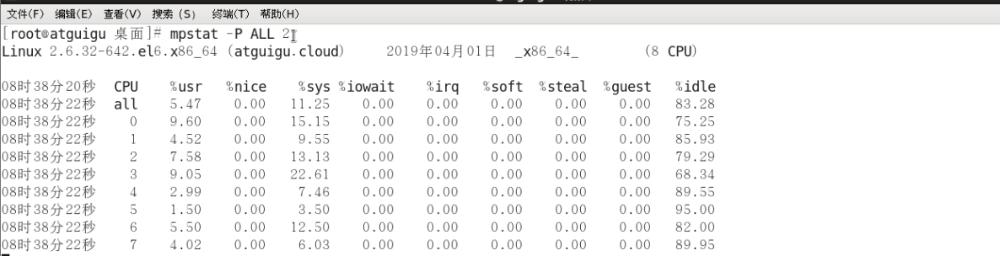 文件(F) 编辑(E) 查看(V) 搜索 (S) 终端(T) 帮助(H)
[root@atguigu 桌面]# mpstat -P ALL 2
Linux 2.6.32-642.el6.x86_64 (atguigu.cloud) 2019年04月01日 _x86_64_ (8 CPU)
08时38分20秒 CPU %usr %nice %sys %iowait %irq %soft %steal %guest %idle
08时38分22秒 all 5.47 0.00 11.25 0.00 0.00 0.00 0.00 0.00 83.28
08时38分22秒 0 9.60 0.00 15.15 0.00 0.00 0.00 0.00 0.00 75.25
08时38分22秒 1 4.52 0.00 9.55 0.00 0.00 0.00 0.00 0.00 85.93
08时38分22秒 2 7.58 0.00 13.13 0.00 0.00 0.00 0.00 0.00 79.29
08时38分22秒 3 9.05 0.00 22.61 0.00 0.00 0.00 0.00 0.00 68.34
08时38分22秒 4 2.99 0.00 7.46 0.00 0.00 0.00 0.00 0.00 89.55
08时38分22秒 5 1.50 0.00 3.50 0.00 0.00 0.00 0.00 0.00 95.00
08时38分22秒 6 5.50 0.00 12.50 0.00 0.00 0.00 0.00 0.00 82.00
08时38分22秒 7 4.02 0.00 6.03 0.00 0.00 0.00 0.00 0.00 89.95